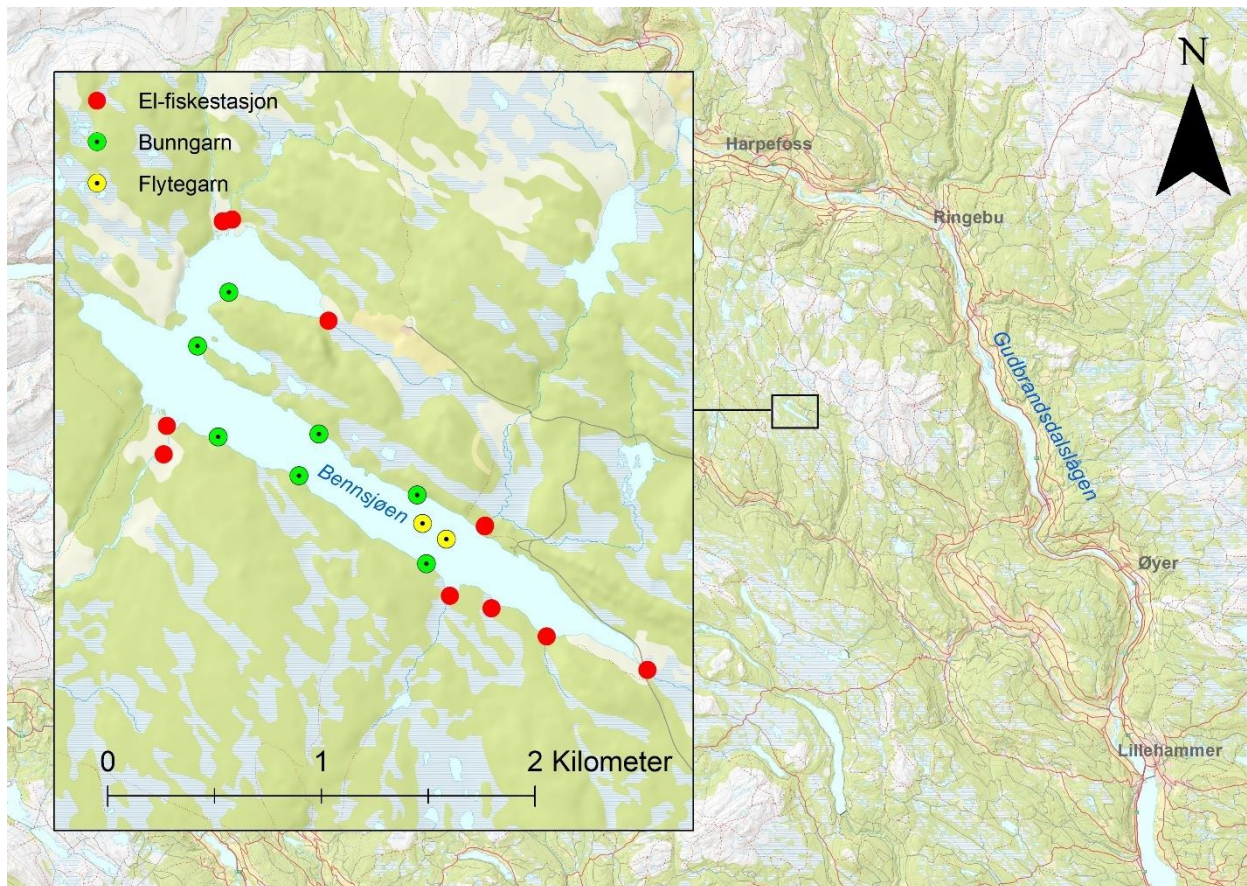 El-fiskestasjon
Bunngarn
Flytegarn
Bennsjøen
0 1 2 Kilometer
N
Harpefoss
Ringebu
Gudbrandsdalslågen
Øyer
Lillehammer